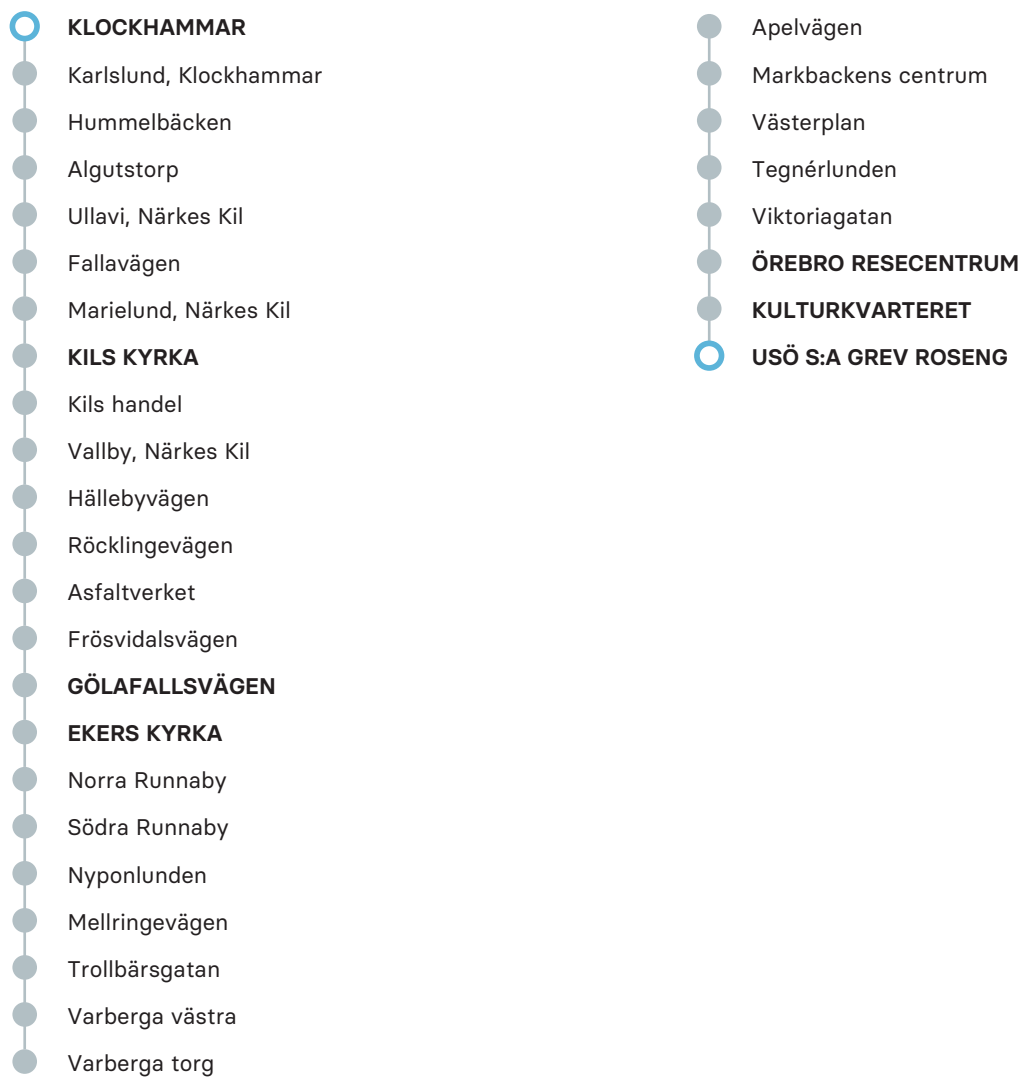 KLOCKHAMMAR
Karlslund, Klockhammar
Hummelbäcken
Algutstorp
Ullavi, Närkes Kil
Fallavägen
Marielund, Närkes Kil
KILS KYRKA
Kils handel
Vallby, Närkes Kil
Hällebyvägen
Röcklingevägen
Asfaltverket
Frösvidalsvägen
GÖLAFALLSVÄGEN
EKERS KYRKA
Norra Runnaby
Södra Runnaby
Nyponlunden
Mellringevägen
Trollbärsgatan
Varberga västra
Varberga torg
Apelvägen
Markbackens centrum
Västerplan
Tegnérlunden
Viktoriagatan
ÖREBRO RESECENTRUM
KULTURKVARTERET
USÖ S:A GREV ROSENG